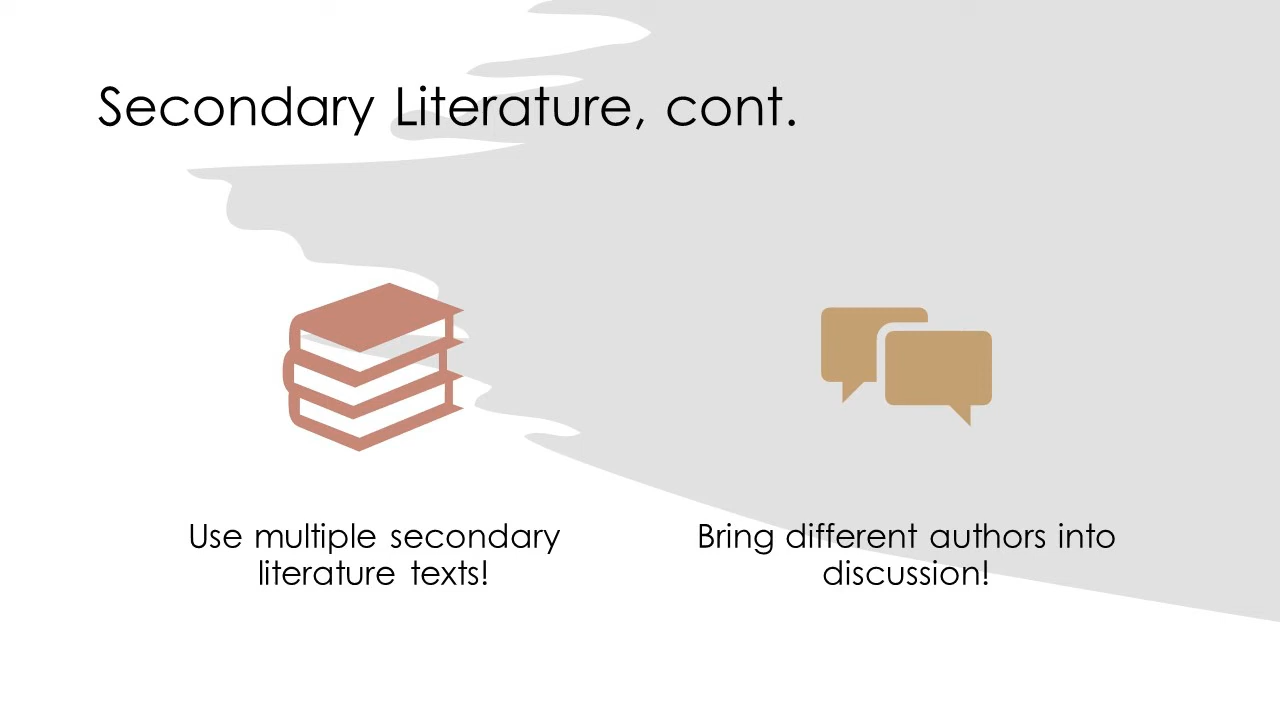 Secondary Literature, cont.
Use multiple secondary
literature texts!
Bring different authors into
discussion!